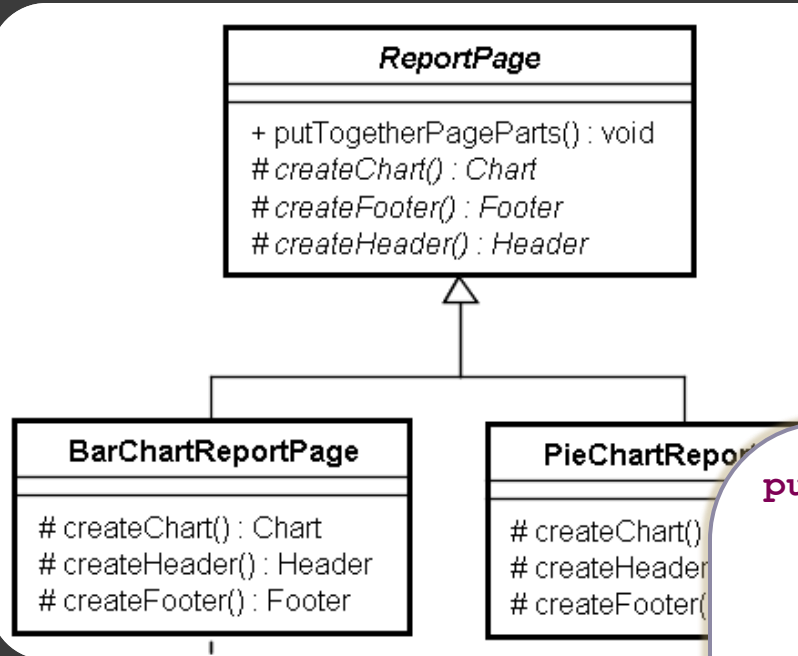 ReportPage
+ putTogetherPageParts() : void
# createChart() : Chart
# createFooter() : Footer
# createHeader() : Header
BarChartReportPage
# createChart() : Chart
# createHeader() : Header
# createFooter() : Footer
PieChartRepor
# createChart()
# createHeader
# createFooter(
pu